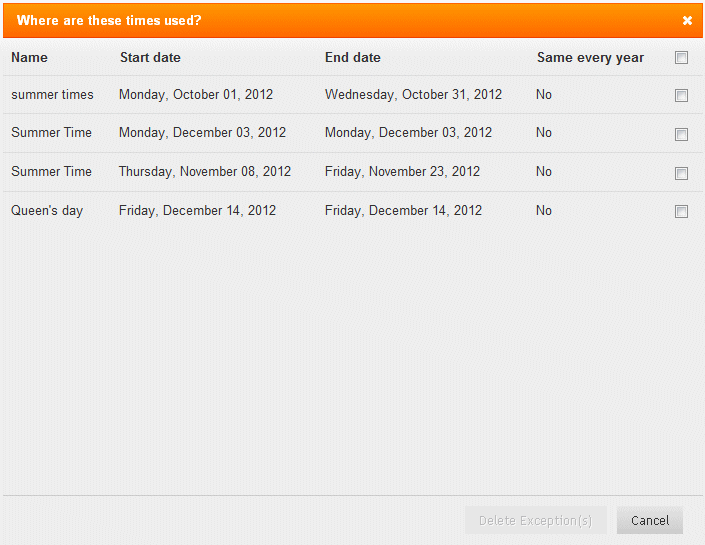 Where are these times used?
Name Start date End date Same every year
summer times Monday, October 01, 2012 Wednesday, October 31, 2012 No
Summer Time Monday, December 03, 2012 Monday, December 03, 2012 No
Summer Time Thursday, November 08, 2012 Friday, November 23, 2012 No
Queen's day Friday, December 14, 2012 Friday, December 14, 2012 No
Delete Exception(s) Cancel